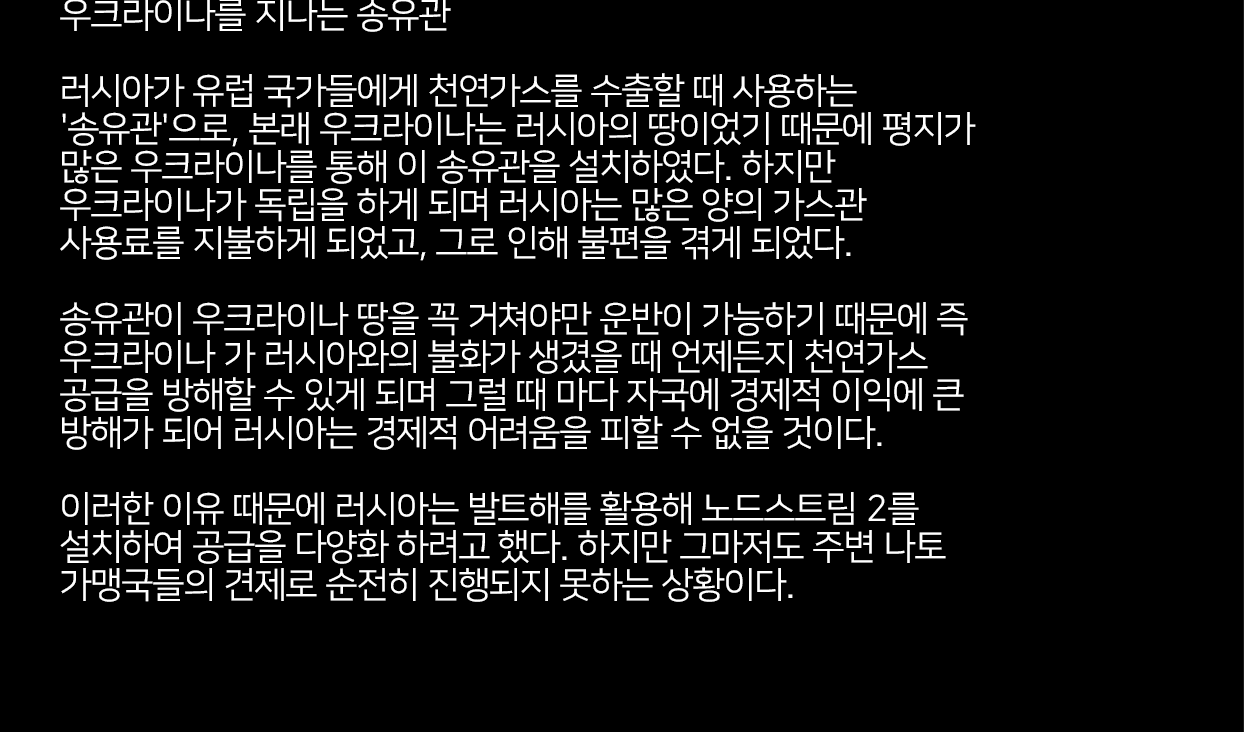 우크라이나를 지나는 송유관
러시아가 유럽 국가들에게 천연가스를 수출할 때 사용하는
'송유관'으로, 본래 우크라이나는 러시아의 땅이었기 때문에 평지가
많은 우크라이나를 통해 이 송유관을 설치하였다. 하지만
우크라이나가 독립을 하게 되며 러시아는 많은 양의 가스관
사용료를 지불하게 되었고, 그로 인해 불편을 겪게 되었다.
송유관이 우크라이나 땅을 꼭 거쳐야만 운반이 가능하기 때문에 즉
우크라이나 가 러시아와의 불화가 생겼을 때 언제든지 천연가스
공급을 방해할 수 있게 되며 그럴 때 마다 자국에 경제적 이익에 큰
방해가 되어 러시아는 경제적 어려움을 피할 수 없을 것이다.
이러한 이유 때문에 러시아는 발트해를 활용해 노드스트림 2를
설치하여 공급을 다양화 하려고 했다. 하지만 그마저도 주변 나토
가맹국들의 견제로 순전히 진행되지 못하는 상황이다.